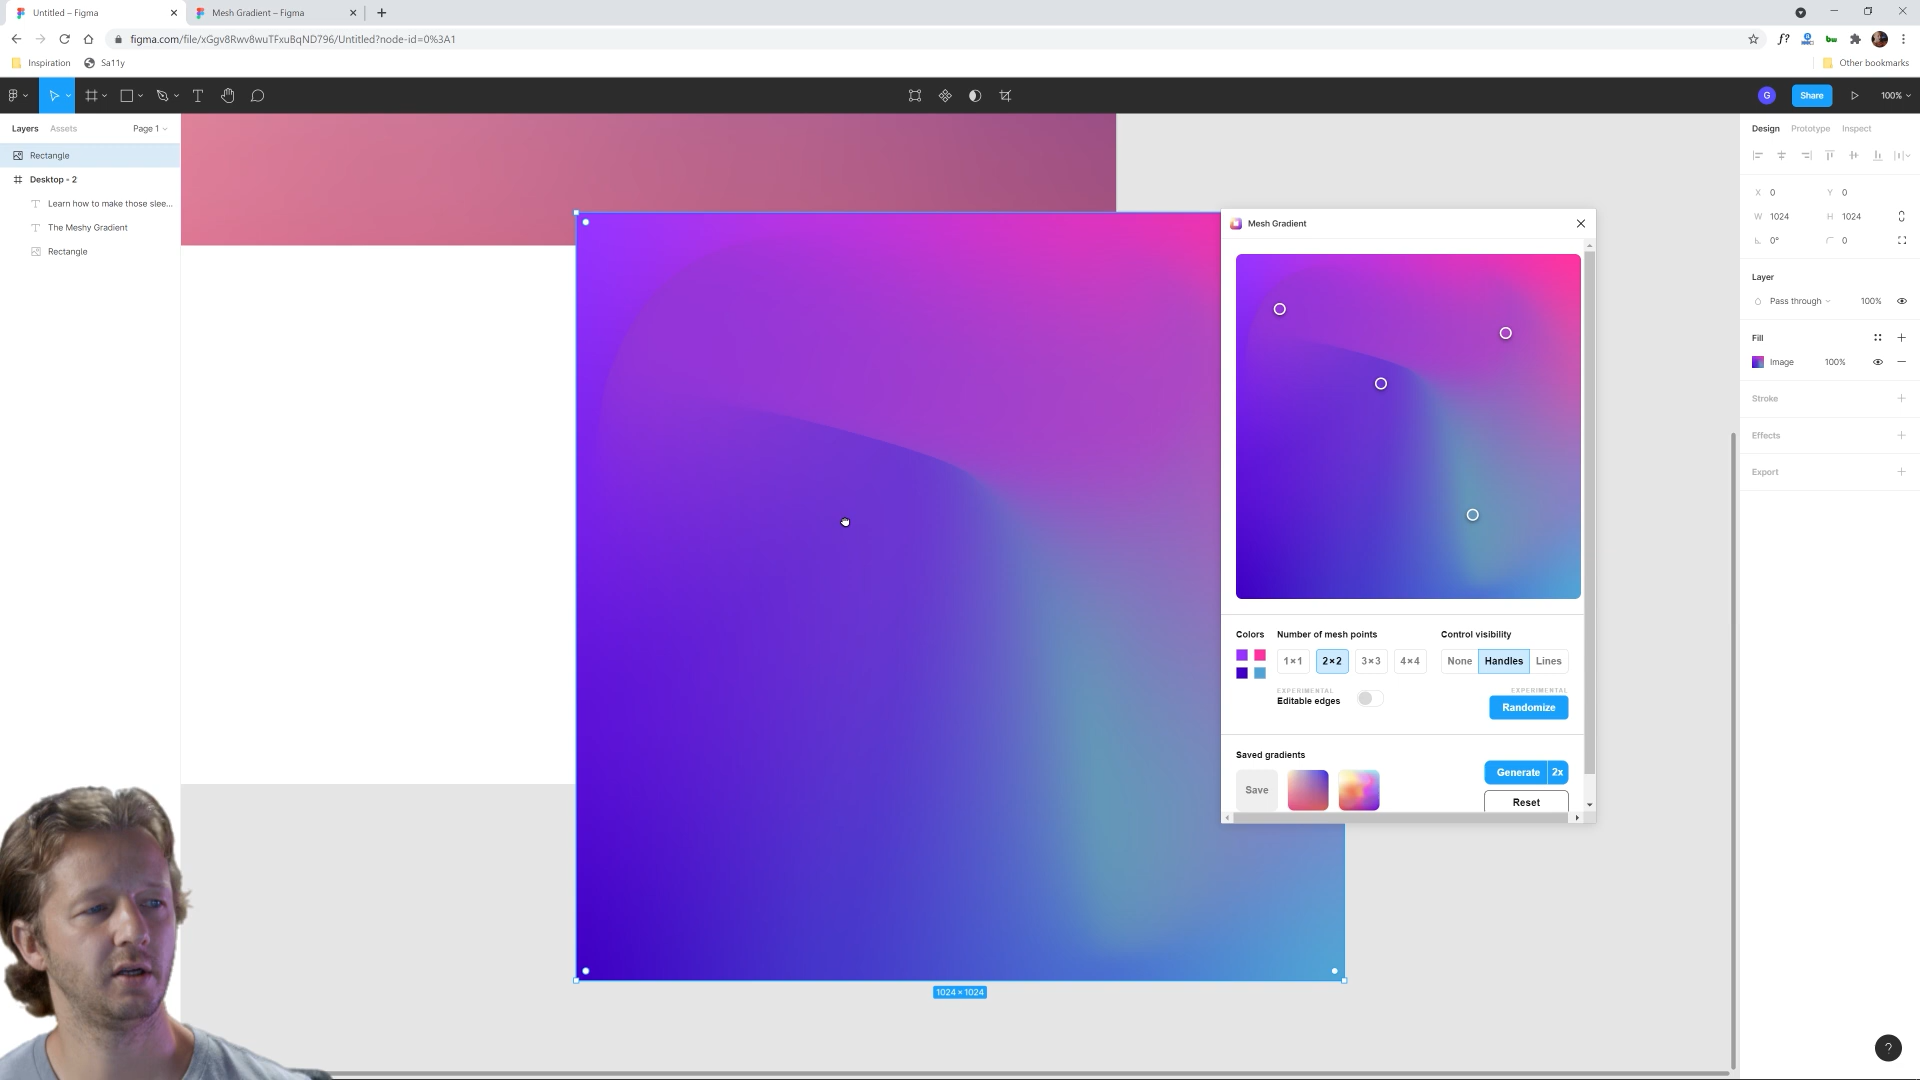 Untitled – Figma
Mesh Gradient – Figma
figma.com/file/xGgv8Rwv8wuTFxuBqND796/Untitled?node-id=0%3A1
f?
Inspiration
Sa11y
Other bookmarks
G
Share
100%
Layers
Assets
Page 1
Design
Prototype
Inspect
Rectangle
Desktop - 2
Learn how to make those slee...
The Meshy Gradient
Rectangle
X 0
Y 0
W 1024
H 1024
0°
0
Layer
Pass through
100%
Fill
Image
100%
Stroke
Effects
Export
Mesh Gradient
Colors
Number of mesh points
Control visibility
1×1
2×2
3×3
4×4
None
Handles
Lines
EXPERIMENTAL
Editable edges
EXPERIMENTAL
Randomize
Saved gradients
Save
Generate
2x
Reset
1024 × 1024
?